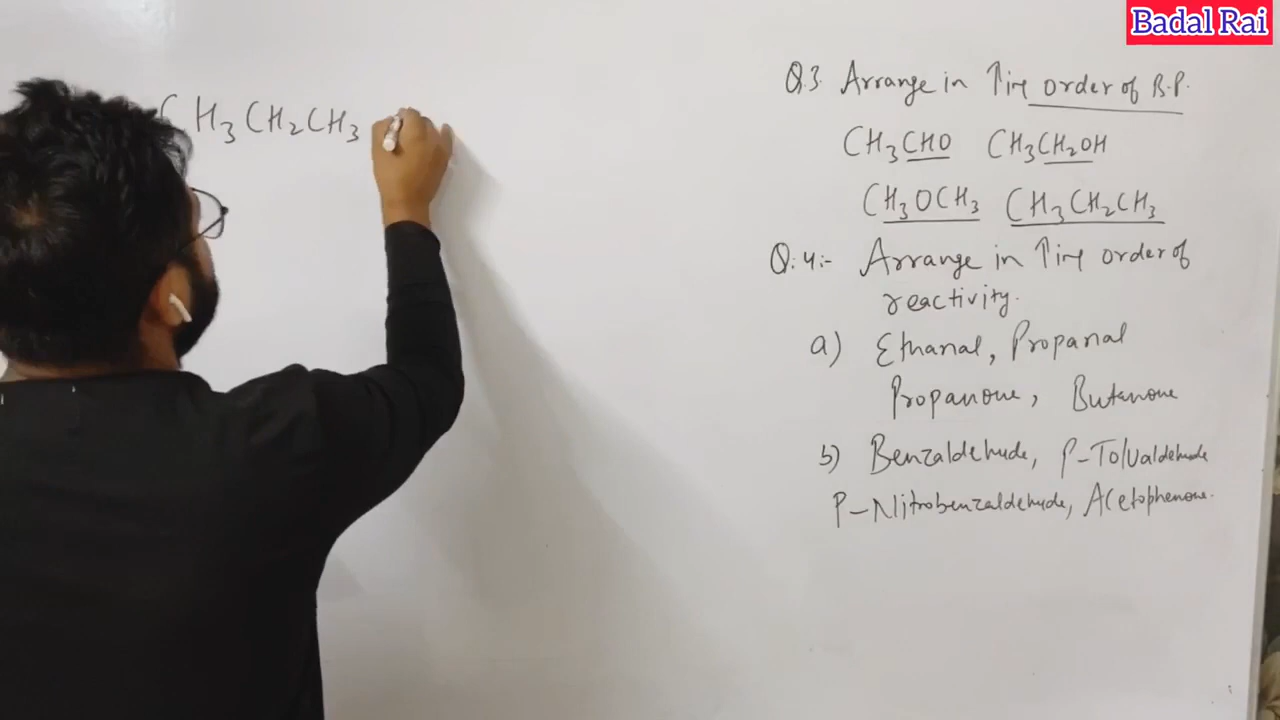 Badal Rai
CH3CH2CH3
Q.3. Arrange in ↑ing order of B.P.
CH3CHO CH3CH2OH
CH3OCH3 CH3CH2CH3
Q.4:- Arrange in ↑ing order of
reactivity.
a) Ethanal, Propanal
Propanone, Butanone
b) Benzaldehyde, P-Tolualdehyde
P-Nitrobenzaldehyde, Acetophenone.